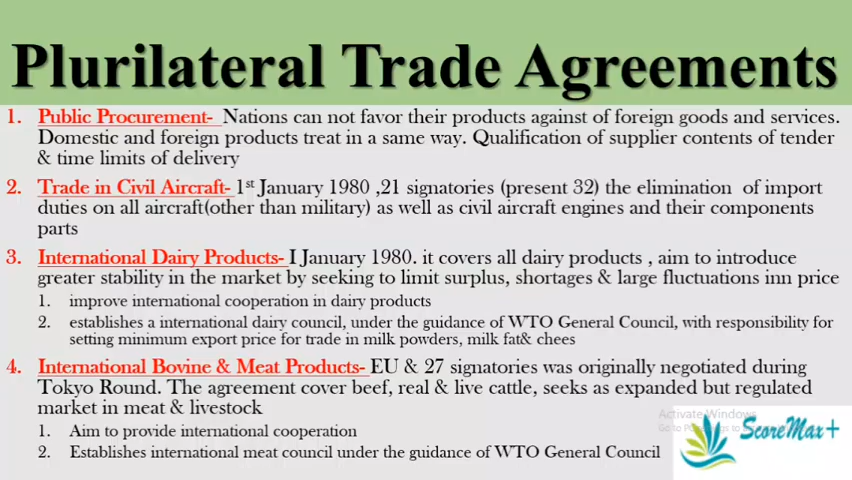 Plurilateral Trade Agreements
1. Public Procurement- Nations can not favor their products against of foreign goods and services.
Domestic and foreign products treat in a same way. Qualification of supplier contents of tender
& time limits of delivery
2. Trade in Civil Aircraft- 1st January 1980 ,21 signatories (present 32) the elimination of import
duties on all aircraft(other than military) as well as civil aircraft engines and their components
parts
3. International Dairy Products- I January 1980. it covers all dairy products , aim to introduce
greater stability in the market by seeking to limit surplus, shortages & large fluctuations inn price
1. improve international cooperation in dairy products
2. establishes a international dairy council, under the guidance of WTO General Council, with responsibility for
setting minimum export price for trade in milk powders, milk fat& chees
4. International Bovine & Meat Products- EU & 27 signatories was originally negotiated during
Tokyo Round. The agreement cover beef, real & live cattle, seeks as expanded but regulated
market in meat & livestock
1. Aim to provide international cooperation
2. Establishes international meat council under the guidance of WTO General Council
Activate Windows
Go to
ScoreMax+